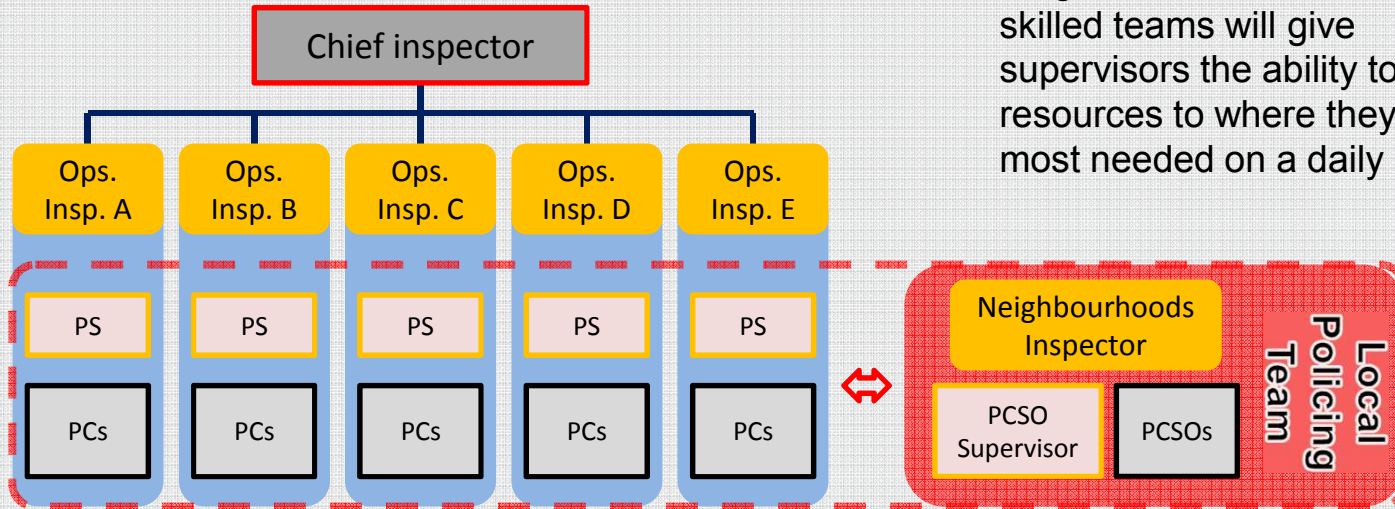 skilled teams will give
supervisors the ability to
resources to where they
most needed on a daily
Chief inspector
Ops.
Insp. A
Ops.
Insp. B
Ops.
Insp. C
Ops.
Insp. D
Ops.
Insp. E
PS
PS
PS
PS
PS
PCs
PCs
PCs
PCs
PCs
Neighbourhoods
Inspector
PCSO
Supervisor
PCSOs
Local
Policing
Team